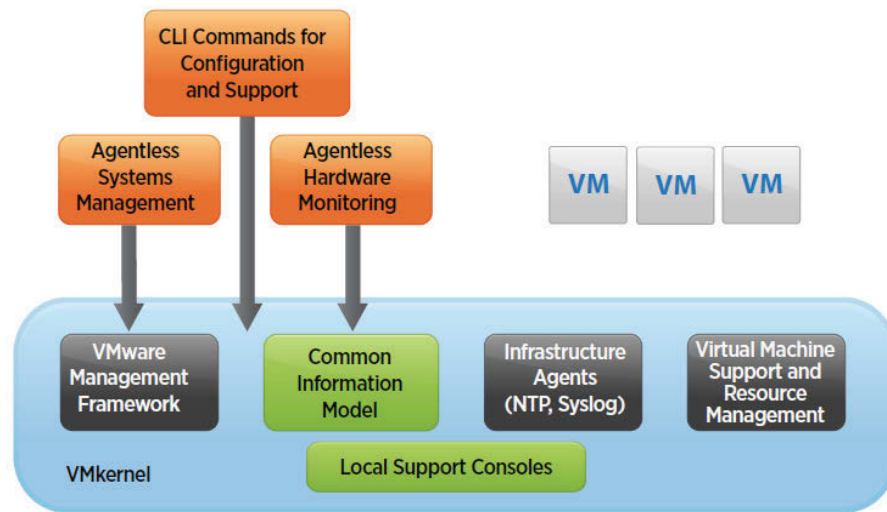 CLI Commands for
Configuration
and Support
Agentless
Systems
Management
Agentless
Hardware
Monitoring
VM
VM
VM
VMware
Management
Framework
Common
Information
Model
Infrastructure
Agents
(NTP, Syslog)
Virtual Machine
Support and
Resource
Management
Local Support Consoles
VMkernel